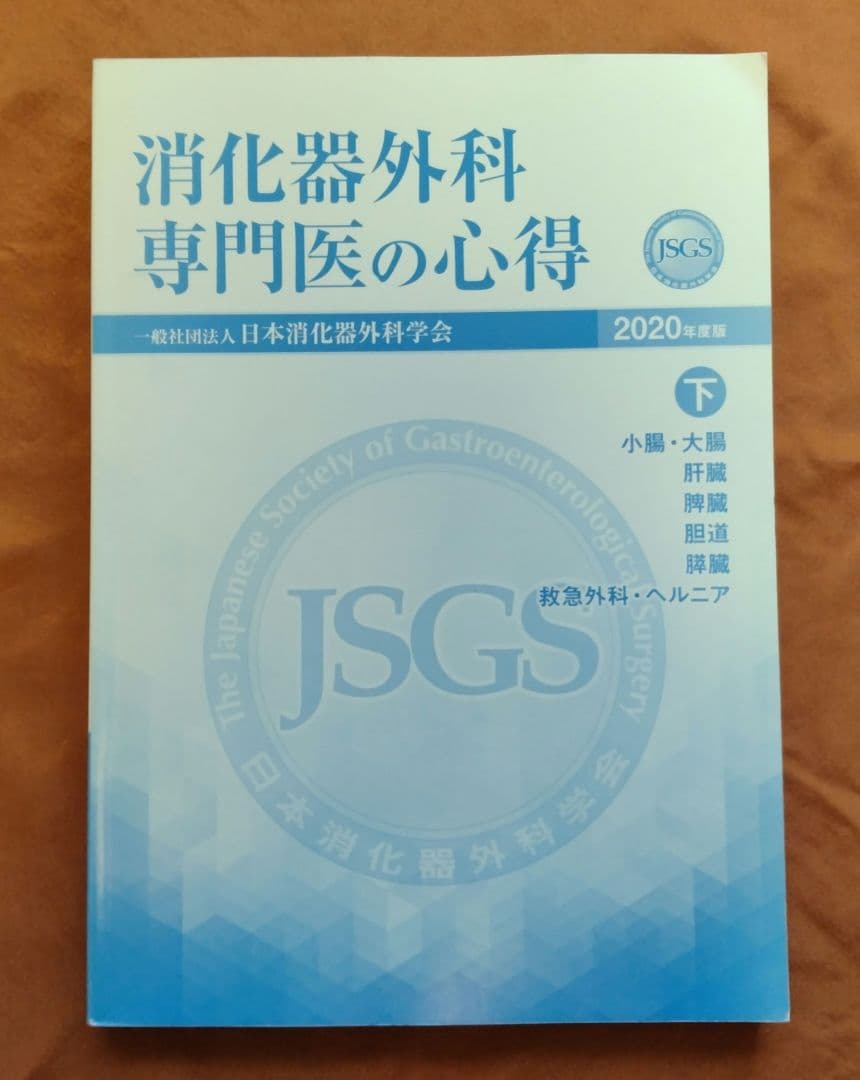 消化器外科
専門医の心得
JSGS
一般社団法人 日本消化器外科学会
2020年度版
下
小腸・大腸
肝臓
脾臓
胆道
膵臓
救急外科・ヘルニア
The Japanese Society of Gastroenterological Surgery
JSGS
日本消化器外科学会